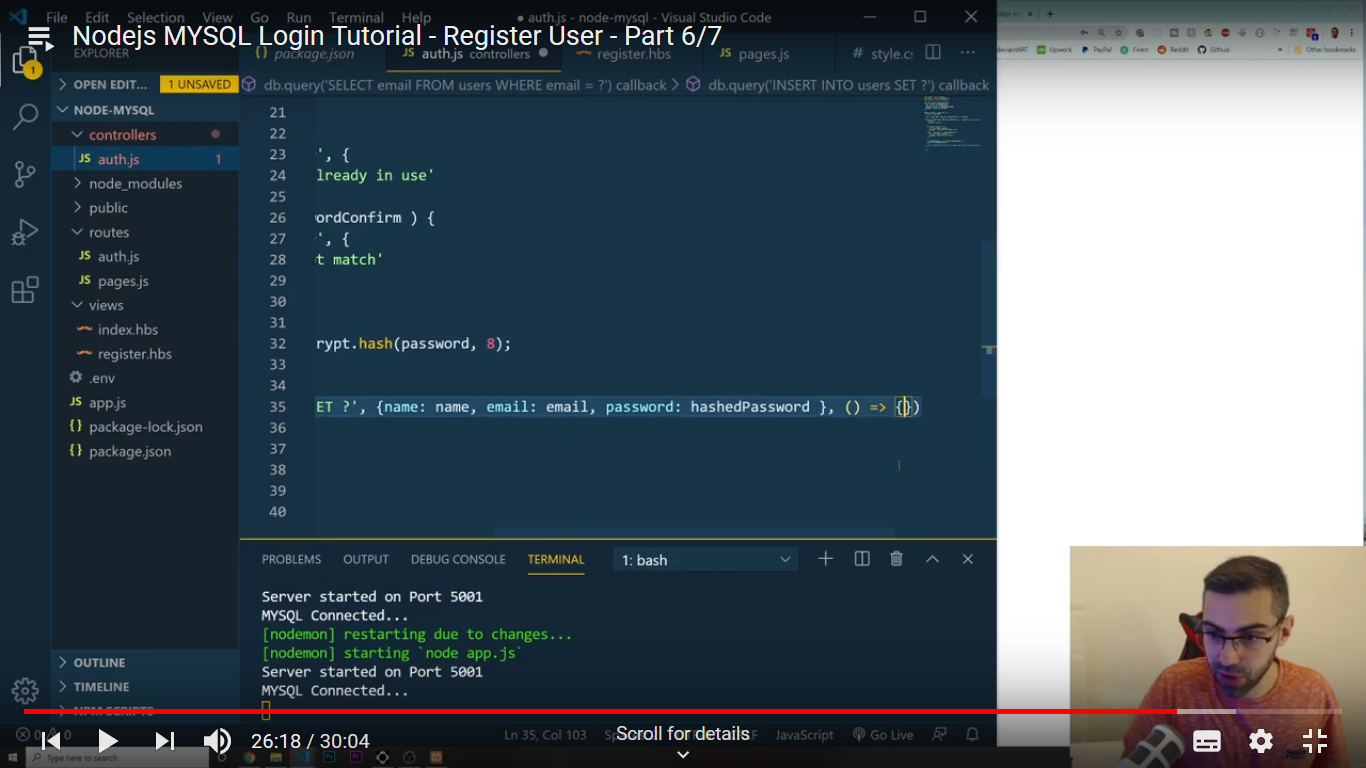 File Edit Selection View Go Run Terminal Help
● auth.js - node-mysql - Visual Studio Code
Nodejs MYSQL Login Tutorial - Register User - Part 6/7
EXPLORER
{} package.json
JS auth.js controllers
register.hbs
JS pages.js
# style.cs
OPEN EDIT... 1 UNSAVED
db.query('SELECT email FROM users WHERE email = ?') callback > db.query('INSERT INTO users SET ?') callback
Upwork PayPal Fiverr Reddit Github » Other bookmarks
1
NODE-MYSQL
controllers
JS auth.js 1
node_modules
public
routes
JS auth.js
JS pages.js
views
index.hbs
register.hbs
.env
JS app.js
{} package-lock.json
{} package.json
21
22
23 ', {
24 lready in use'
25
26 ordConfirm ) {
27 ', {
28 t match'
29
30
31
32 rypt.hash(password, 8);
33
34
35 ET ?', {name: name, email: email, password: hashedPassword }, () => {})
36
37
38
39
40
PROBLEMS OUTPUT DEBUG CONSOLE TERMINAL 1: bash
Server started on Port 5001
MYSQL Connected...
[nodemon] restarting due to changes...
[nodemon] starting `node app.js`
Server started on Port 5001
MYSQL Connected...
OUTLINE
TIMELINE
NPM SCRIPTS
Ln 35, Col 103
JavaScript
Go Live
Scroll for details
26:18 / 30:04
Type here to search